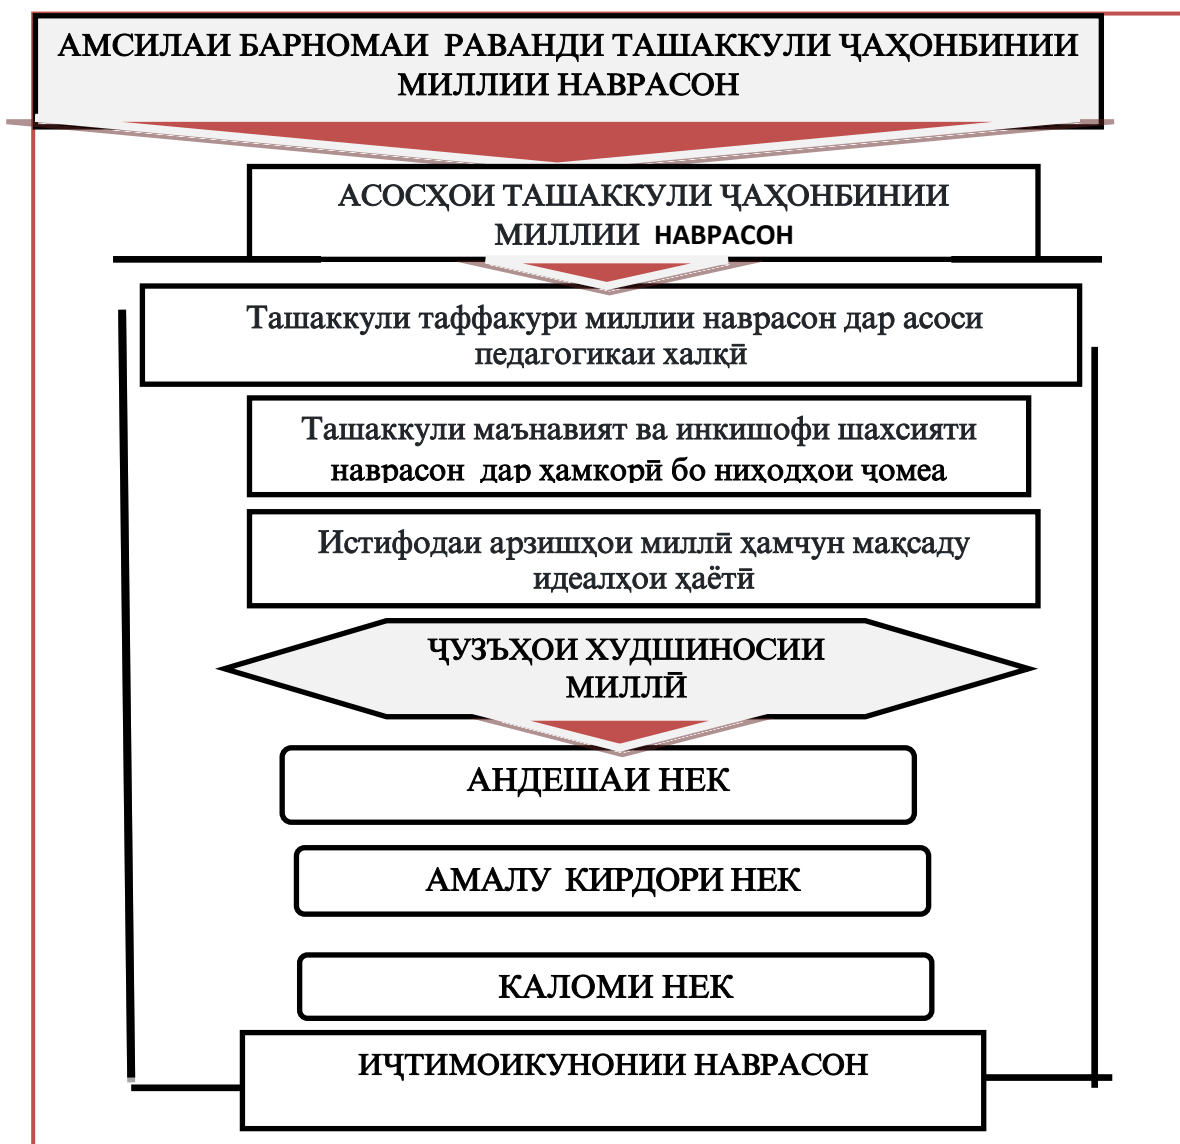 АМСИЛАИ БАРНОМАИ РАВАНДИ ТАШАККУЛИ ҶАҲОНБИНИИ
МИЛЛИИ НАВРАСОН
АСОСҲОИ ТАШАККУЛИ ҶАҲОНБИНИИ
МИЛЛИИ НАВРАСОН
Ташаккули таффакури миллии наврасон дар асоси
педагогикаи халқӣ
Ташаккули маънавият ва инкишофи шахсияти
наврасон дар ҳамкорӣ бо ниҳодҳои ҷомеа
Истифодаи арзишҳои миллӣ ҳамчун мақсаду
идеалҳои ҳаётӣ
ҶУЗЪҲОИ ХУДШИНОСИИ
МИЛЛӢ
АНДЕШАИ НЕК
АМАЛУ КИРДОРИ НЕК
КАЛОМИ НЕК
ИҶТИМОИКУНОНИИ НАВРАСОН